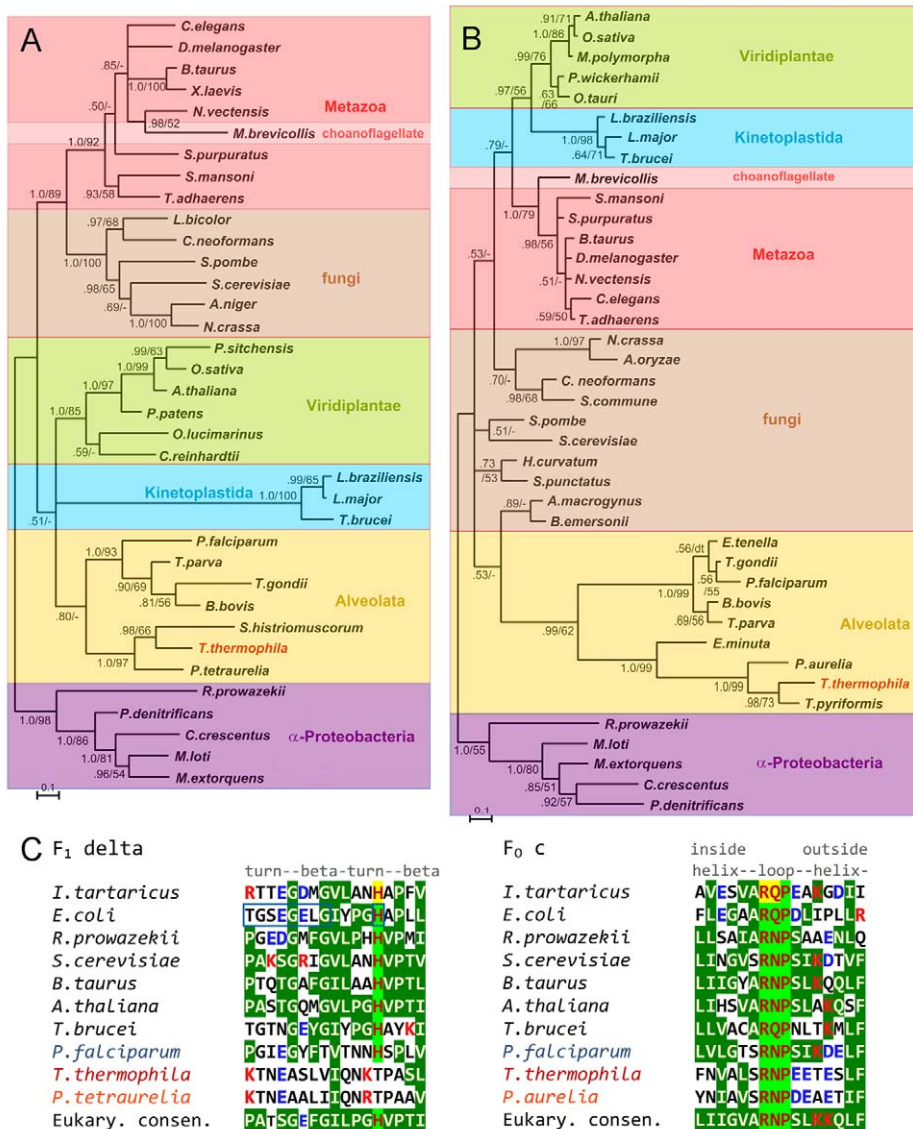 A
C.elegans
D.melanogaster
.85/-
B.taurus
1.0/100
X.laevis
.50/-
N.vectensis
Metazoa
.98/52
M.brevicollis choanoflagellate
1.0/92
S.purpuratus
1.0/89
S.mansoni
.93/58
T.adhaerens
.97/68
L.bicolor
C.neoformans
1.0/100
S.pombe
fungi
.98/65
S.cerevisiae
.69/-
A.niger
1.0/100
N.crassa
.99/63
P.sitchensis
1.0/99
O.sativa
1.0/97
A.thaliana
1.0/85
P.patens
Viridiplantae
O.lucimarinus
.59/-
C.reinhardtii
.99/65
L.braziliensis
Kinetoplastida
1.0/100
L.major
.51/-
T.brucei
1.0/93
P.falciparum
T.parva
.90/69
T.gondii
.81/56
B.bovis
Alveolata
.80/-
.98/66
S.histriomuscorum
T.thermophila
1.0/97
P.tetraurelia
R.prowazekii
1.0/98
P.denitrificans
1.0/86
C.crescentus
α-Proteobacteria
1.0/81
M.loti
.96/54
M.extorquens
0.1
B
.91/71
A.thaliana
1.0/86
O.sativa
.99/76
M.polymorpha
Viridiplantae
P.wickerhamii
.97/56
.63
/66
O.tauri
L.braziliensis
Kinetoplastida
1.0/98
L.major
.64/71
T.brucei
.79/-
M.brevicollis
choanoflagellate
1.0/79
S.mansoni
S.purpuratus
.98/56
B.taurus
D.melanogaster
Metazoa
.53/-
.51/-
N.vectensis
C.elegans
.59/50
T.adhaerens
1.0/97
N.crassa
A.oryzae
.70/-
C. neoformans
.98/68
S.commune
S.pombe
fungi
.51/-
S.cerevisiae
.73
/53
H.curvatum
S.punctatus
.89/-
A.macrogynus
B.emersonii
.53/-
.56/dt
E.tenella
T.gondii
.56
/55
P.falciparum
1.0/99
B.bovis
.69/56
T.parva
Alveolata
.99/62
E.minuta
1.0/99
P.aurelia
1.0/99
T.thermophila
.98/73
T.pyriformis
R.prowazekii
1.0/55
M.loti
1.0/80
M.extorquens
α-Proteobacteria
.85/51
C.crescentus
.92/57
P.denitrificans
0.1
C F₁ delta
turn--beta-turn--beta
I.tartaricus RTTEGDMGVLANHAPFV
E.coli TGSEGELGIYPGHAPLL
R.prowazekii PGEDGMFGVLPHHVPMI
S.cerevisiae PAKSGRIGVLANHVPTV
B.taurus PTQTGAFGILAAHVPTL
A.thaliana PASTGQMGVLPGHVPTI
T.brucei TGTNGEYGIYPGHAYKI
P.falciparum PGIEGYFTVTNNHSPLV
T.thermophila KTNEASLVIQNKTPASL
P.tetraurelia KTNEAALIIQNRTPAAV
Eukary. consen. PATSGEFGILPGHVPTI
F₀ c
inside outside
helix--loop--helix-
I.tartaricus AVESVARQPEAKGDII
E.coli FLEGAARQPDLIPLLR
R.prowazekii LLSAIARNPSAAENLQ
S.cerevisiae LINGVSRNPSIKDTVF
B.taurus LIIGYARNPSLKQQLF
A.thaliana LIHSVARNPSLAKQSF
T.brucei LLVACARQPNLTKMLF
P.falciparum LVLGTSRNPSIKDELF
T.thermophila FNVALSRNPEETESLF
P.aurelia YNIAVSRNPDEAETIF
Eukary. consen. LIIGVARNPSLKKQLF